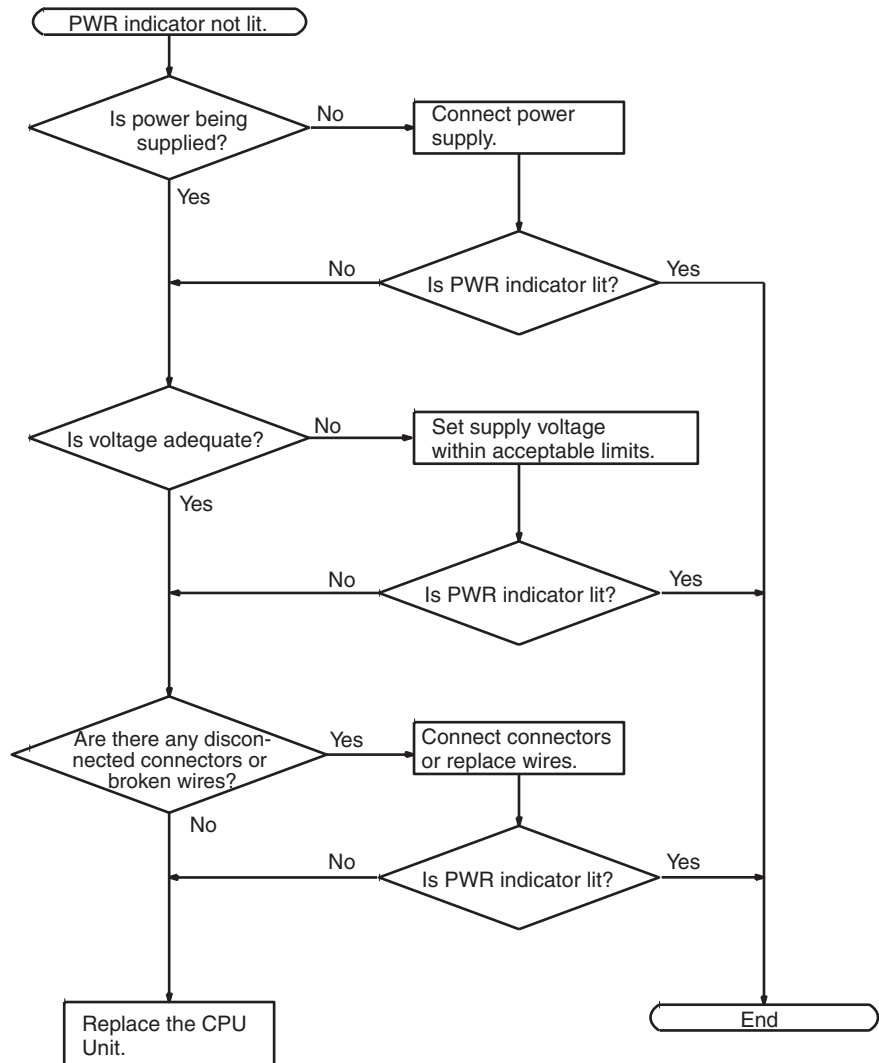 PWR indicator not lit.
Is power being
supplied?
No
Connect power
supply.
Yes
No
Is PWR indicator lit?
Yes
Is voltage adequate?
No
Set supply voltage
within acceptable limits.
Yes
No
Is PWR indicator lit?
Yes
Are there any discon-
nected connectors or
broken wires?
Yes
Connect connectors
or replace wires.
No
No
Is PWR indicator lit?
Yes
Replace the CPU
Unit.
End